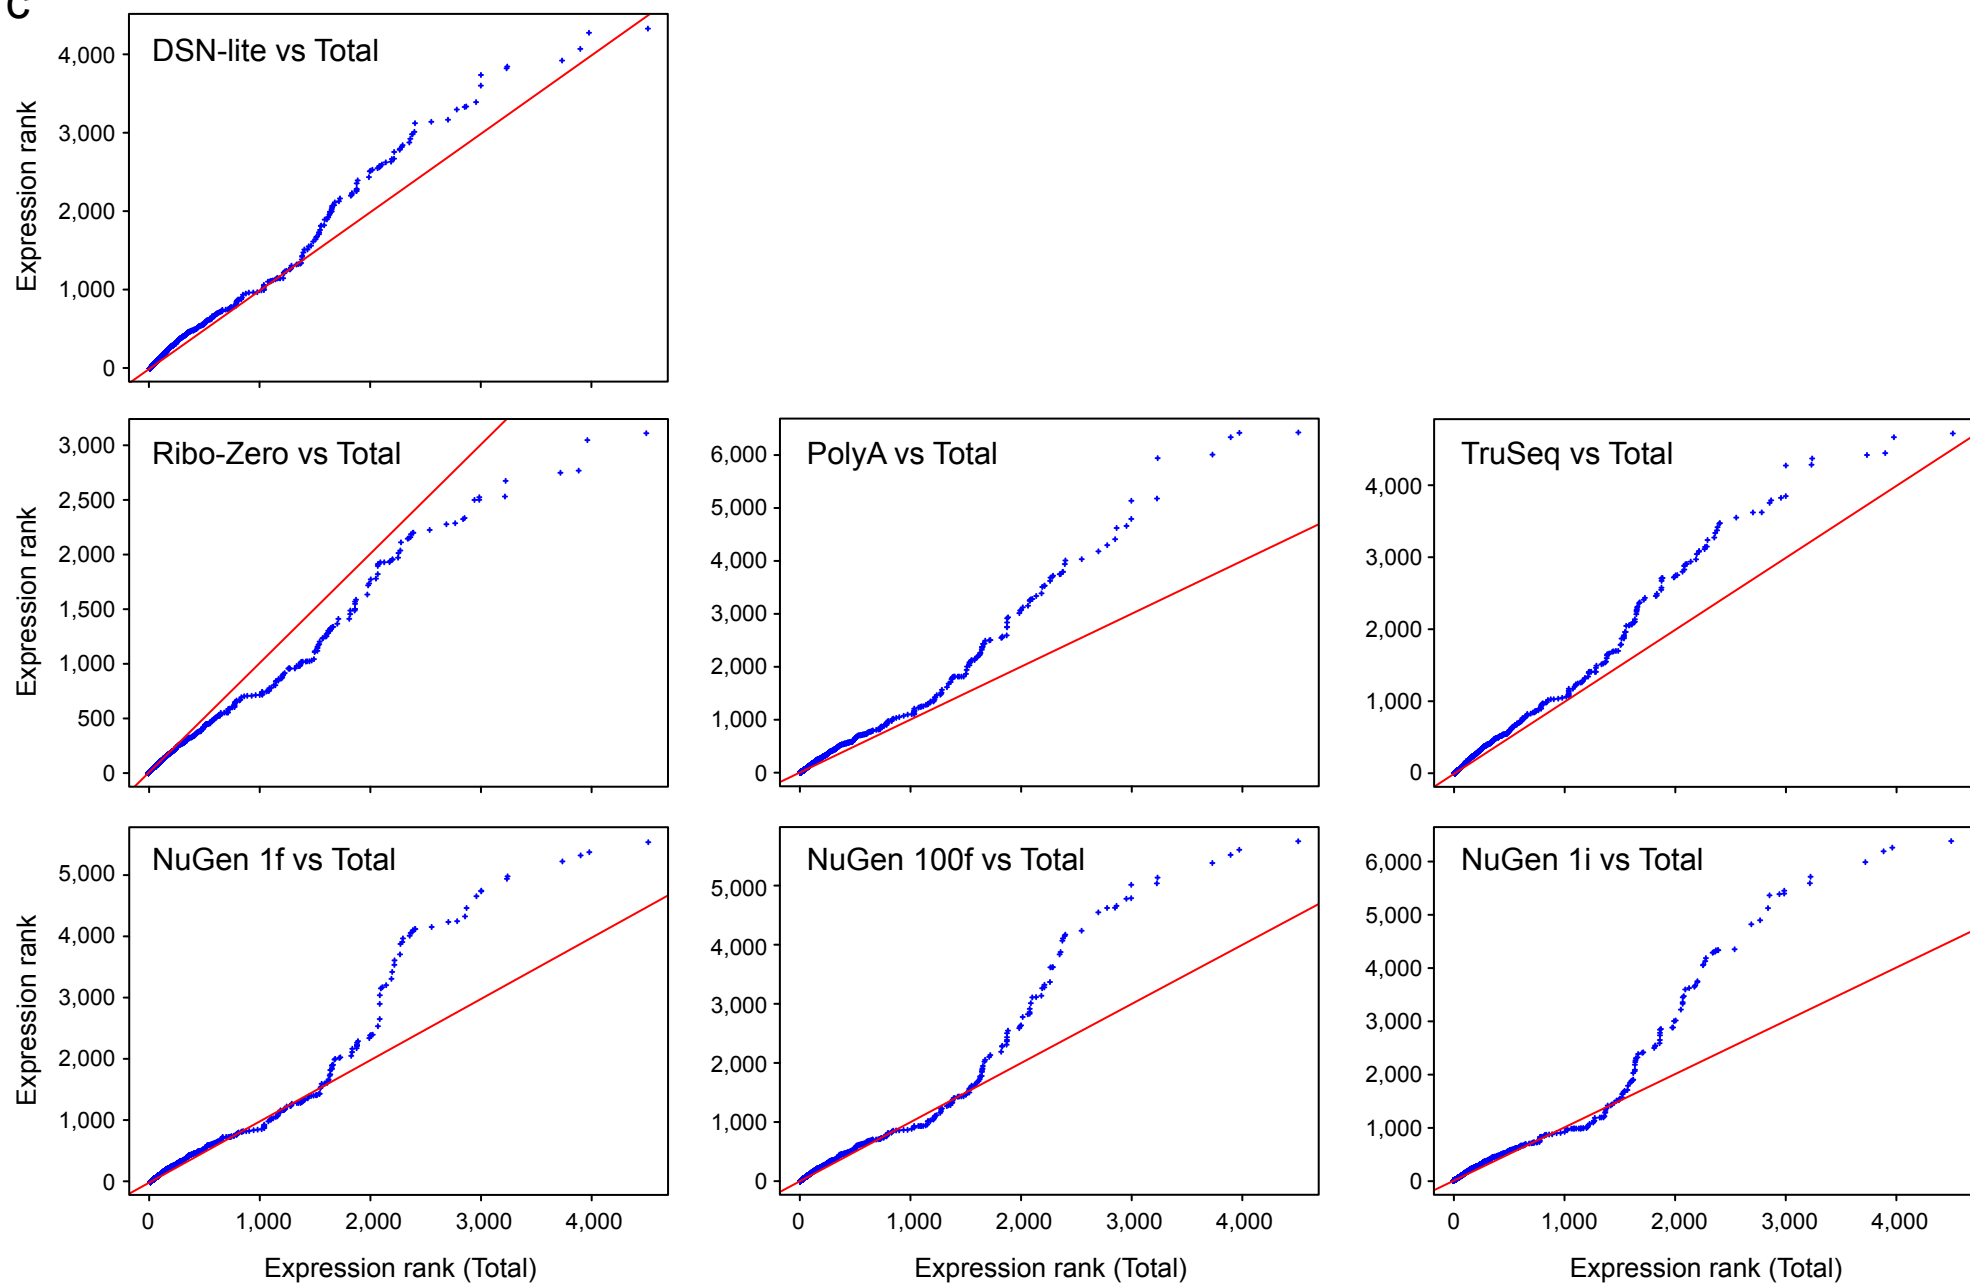 C
DSN-lite vs Total
Expression rank
4,000
3,000
2,000
1,000
0
Ribo-Zero vs Total
Expression rank
3,000
2,500
2,000
1,500
1,000
500
0
PolyA vs Total
6,000
5,000
4,000
3,000
2,000
1,000
0
TruSeq vs Total
4,000
3,000
2,000
1,000
0
NuGen 1f vs Total
Expression rank
5,000
4,000
3,000
2,000
1,000
0
0 1,000 2,000 3,000 4,000
Expression rank (Total)
NuGen 100f vs Total
5,000
4,000
3,000
2,000
1,000
0
0 1,000 2,000 3,000 4,000
Expression rank (Total)
NuGen 1i vs Total
6,000
5,000
4,000
3,000
2,000
1,000
0
0 1,000 2,000 3,000 4,000
Expression rank (Total)